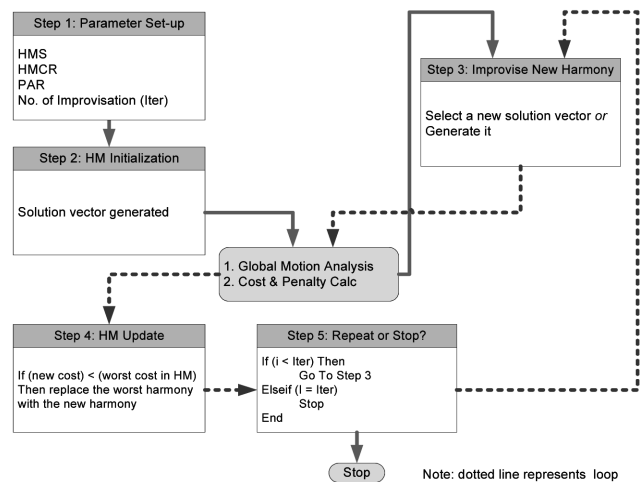 Step 1: Parameter Set-up
HMS
HMCR
PAR
No. of Improvisation (Iter)
Step 2: HM Initialization
Solution vector generated
Step 3: Improvise New Harmony
Select a new solution vector or
Generate it
1. Global Motion Analysis
2. Cost & Penalty Calc
Step 4: HM Update
If (new cost) < (worst cost in HM)
Then replace the worst harmony
with the new harmony
Step 5: Repeat or Stop?
If (i < Iter) Then
Go To Step 3
Elseif (I = Iter)
Stop
End
Stop
Note: dotted line represents loop